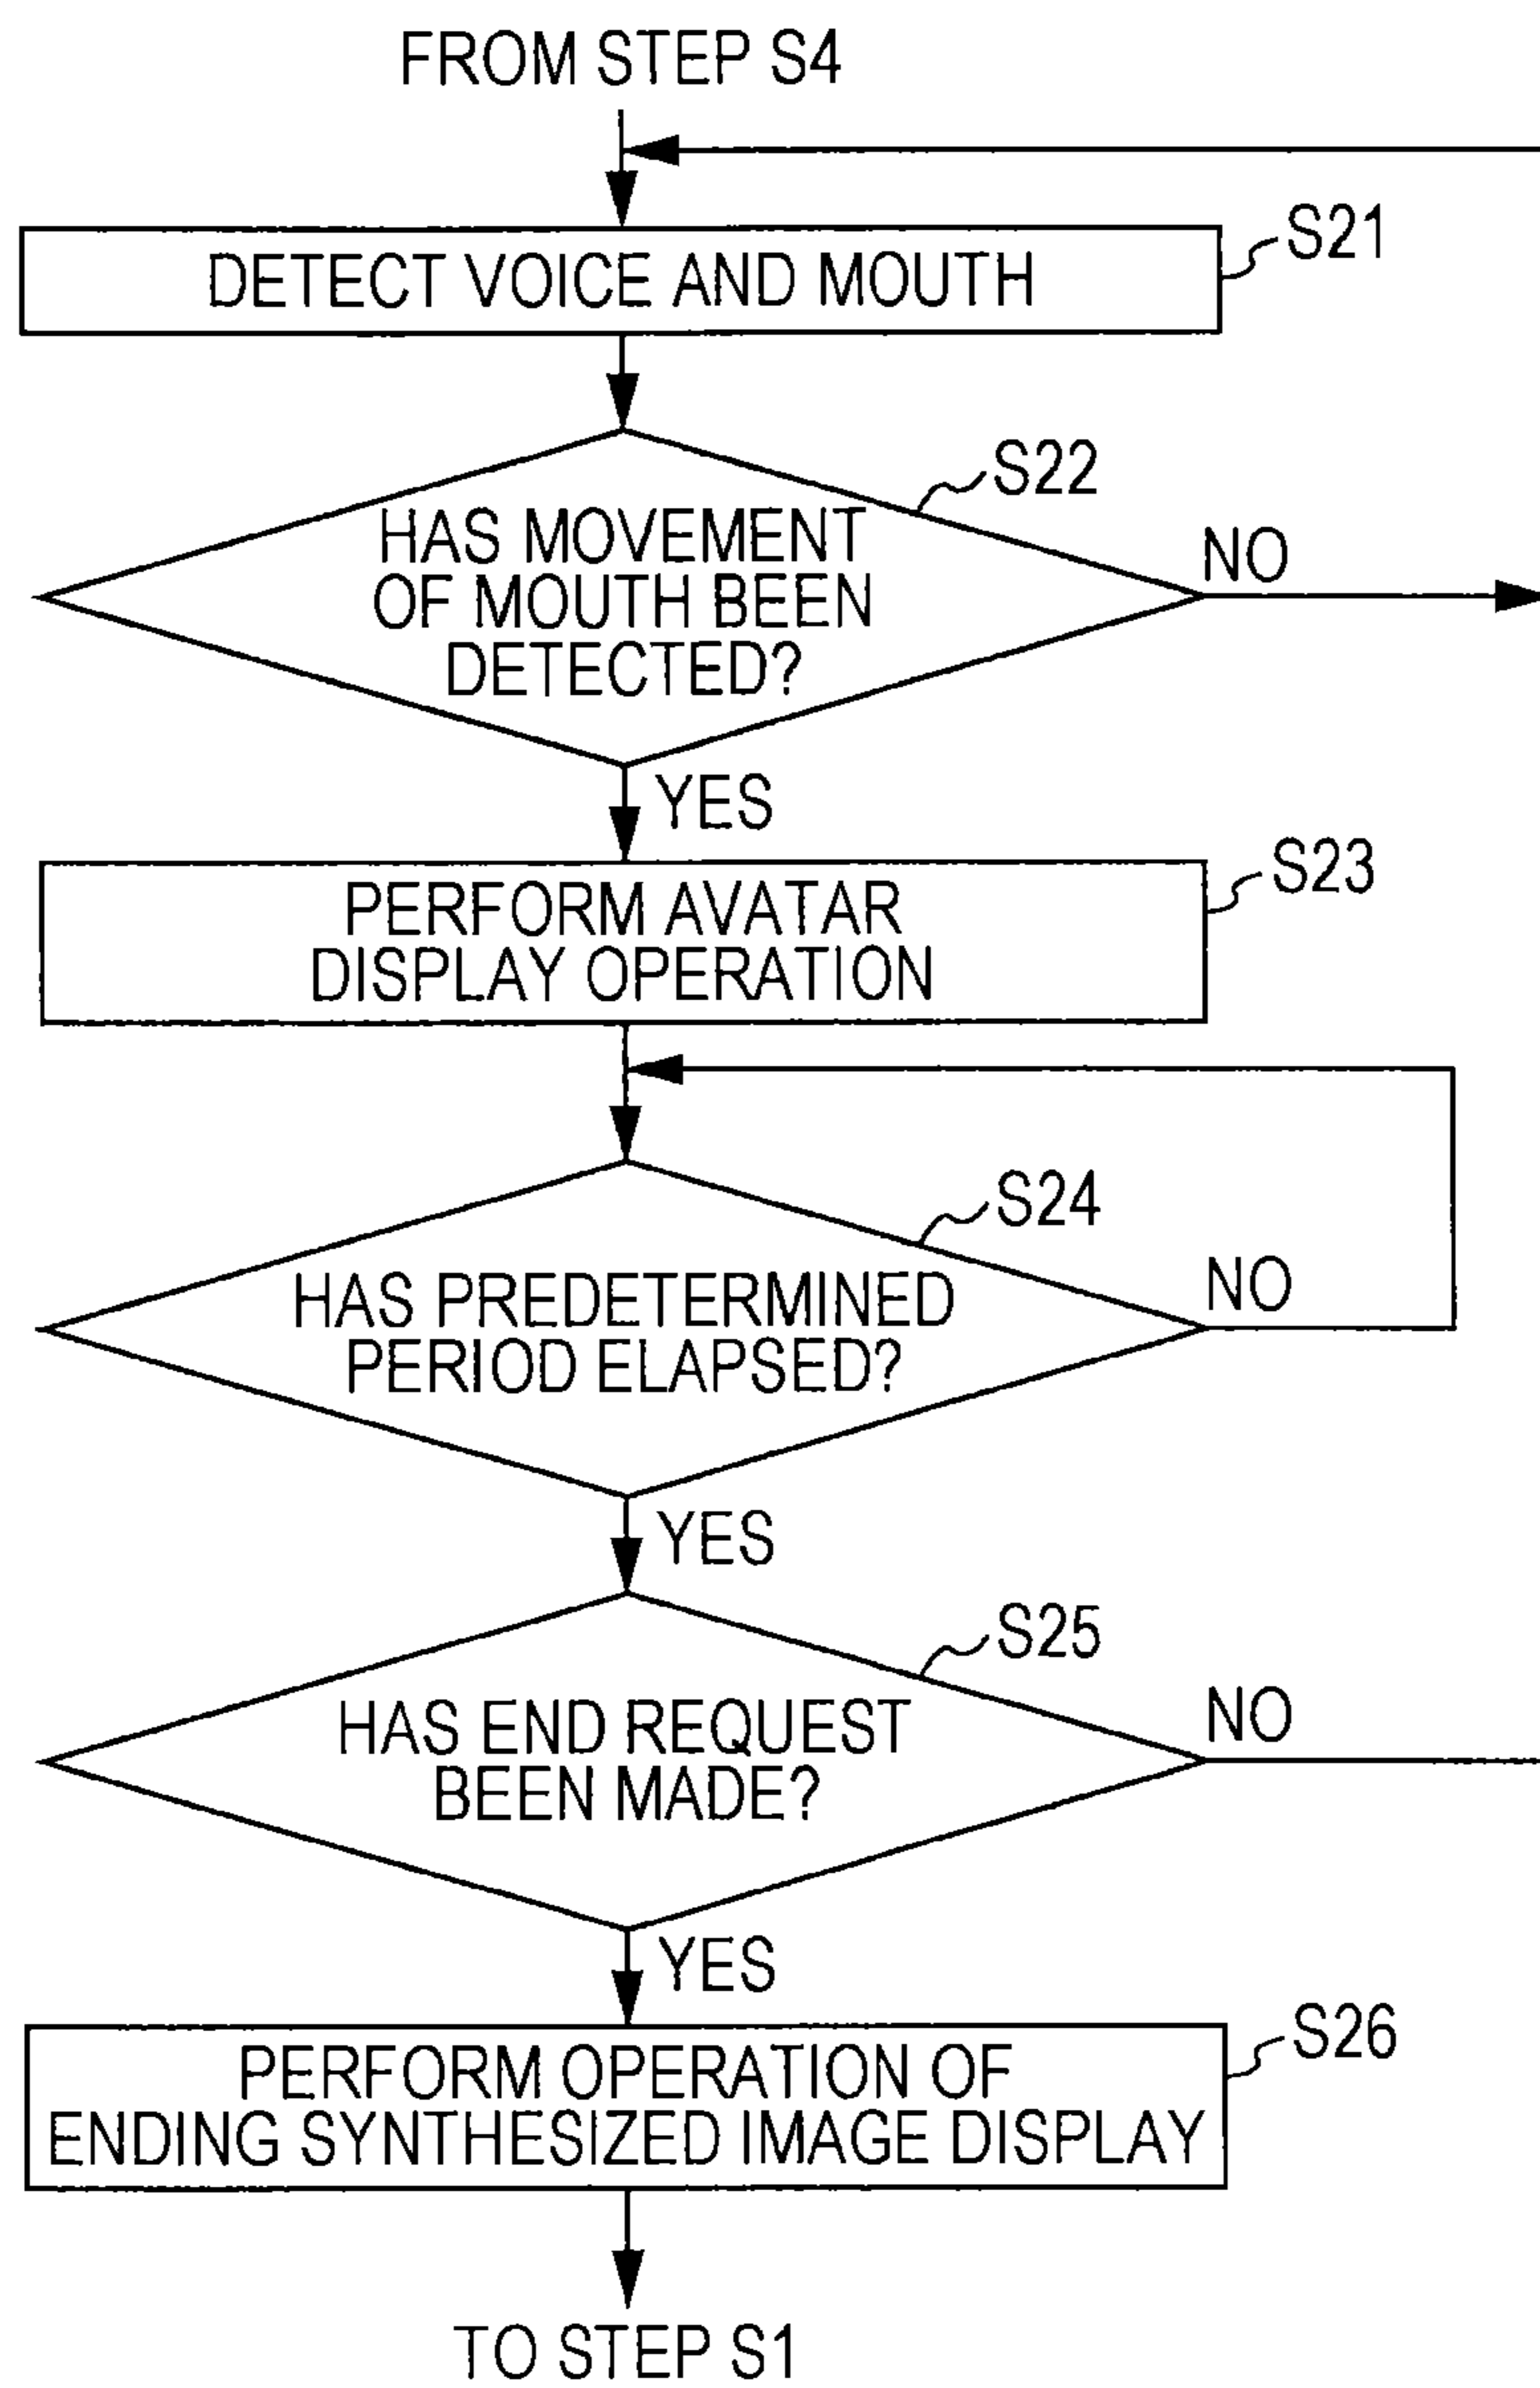 FROM STEP S4
S21
DETECT VOICE AND MOUTH
S22
HAS MOVEMENT
OF MOUTH BEEN
DETECTED?
NO
YES
S23
PERFORM AVATAR
DISPLAY OPERATION
S24
HAS PREDETERMINED
PERIOD ELAPSED?
NO
YES
S25
HAS END REQUEST
BEEN MADE?
NO
YES
S26
PERFORM OPERATION OF
ENDING SYNTHESIZED IMAGE DISPLAY
TO STEP S1